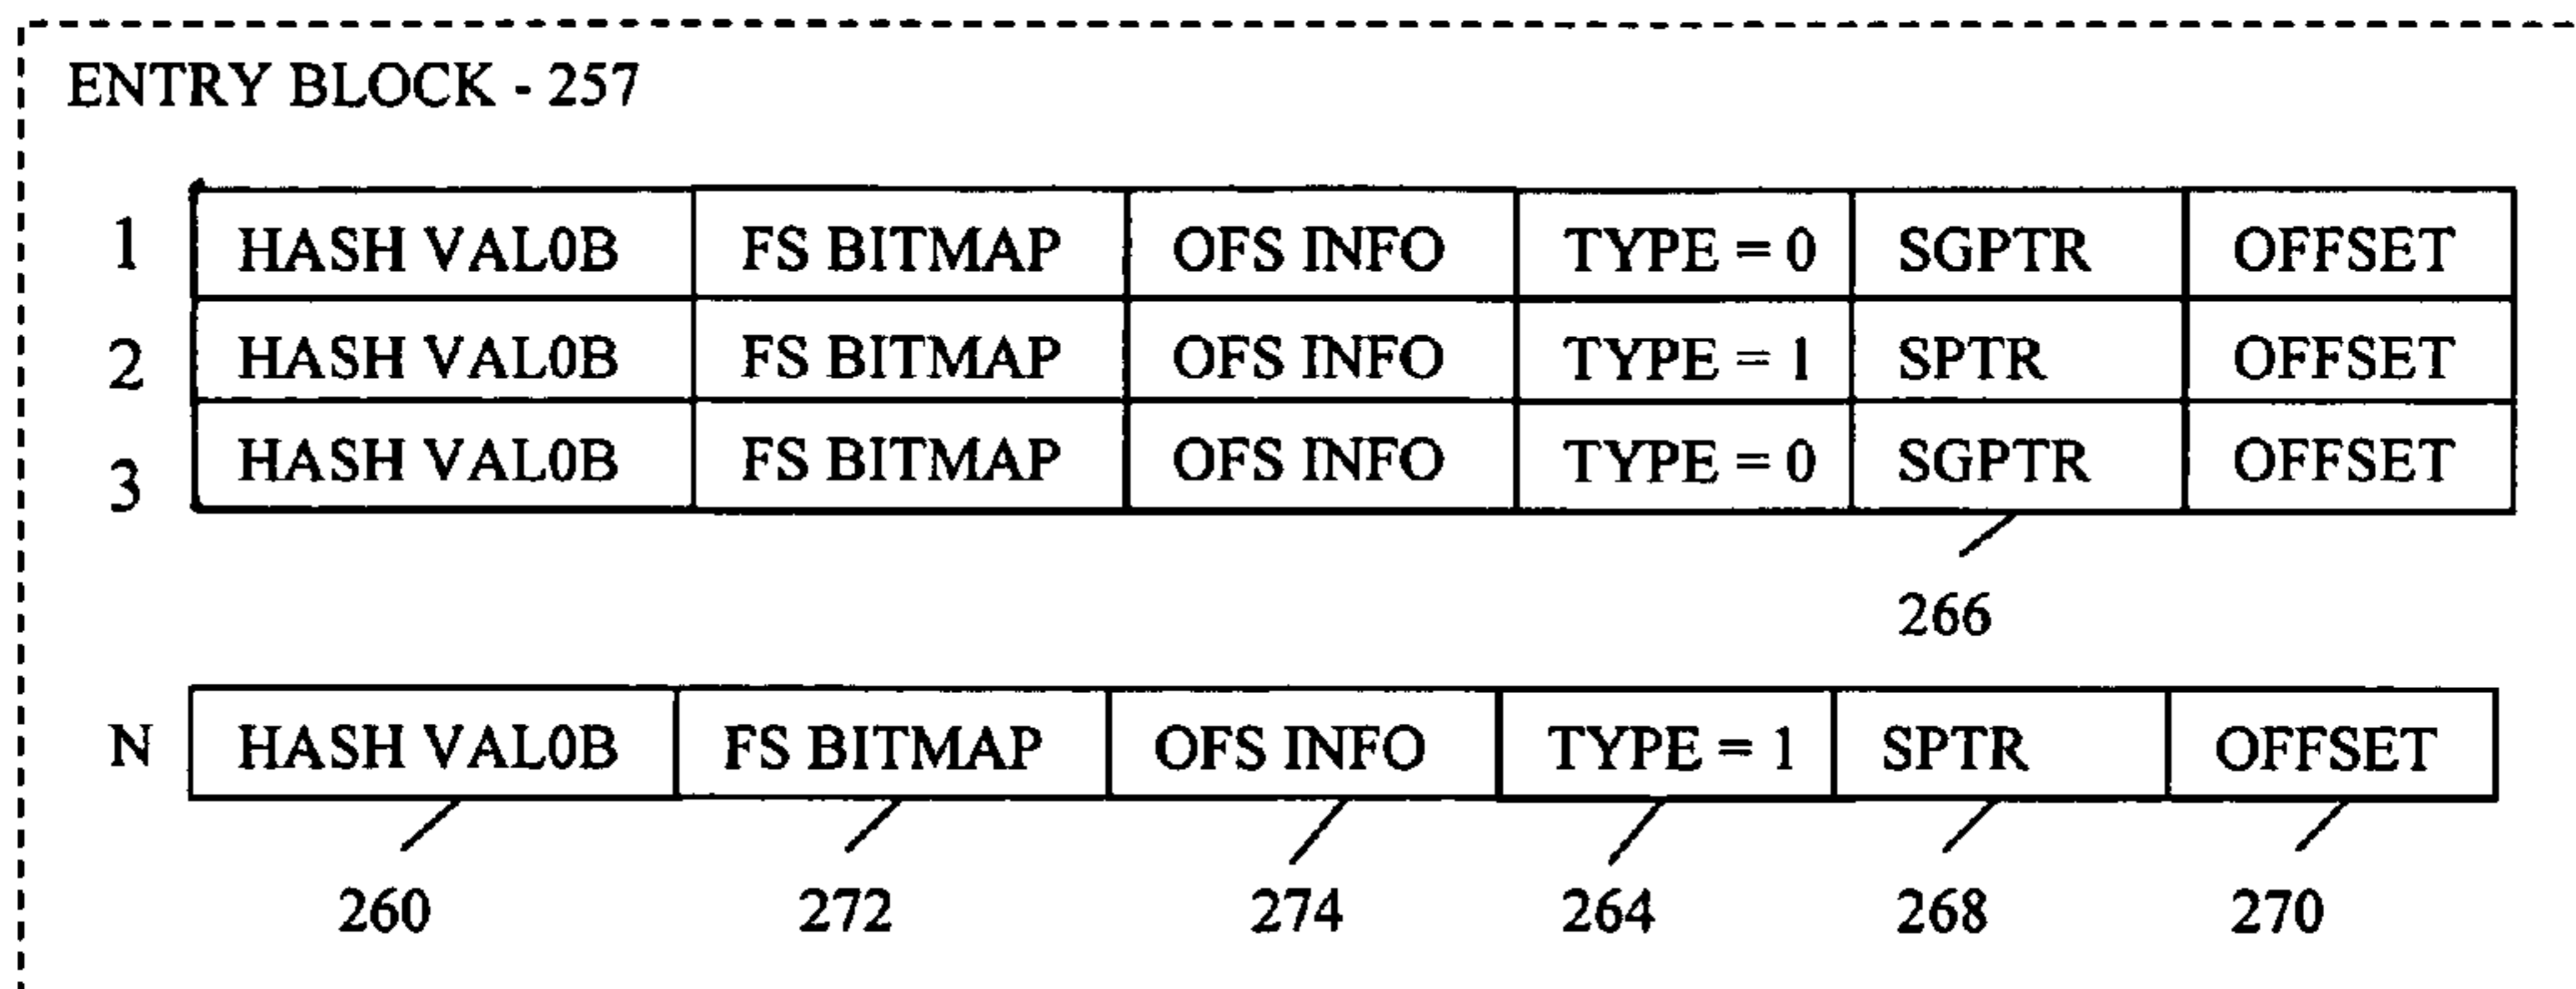 ENTRY BLOCK - 257
1 HASH VAL0B FS BITMAP OFS INFO TYPE = 0 SGPTR OFFSET
2 HASH VAL0B FS BITMAP OFS INFO TYPE = 1 SPTR OFFSET
3 HASH VAL0B FS BITMAP OFS INFO TYPE = 0 SGPTR OFFSET
266
N HASH VAL0B FS BITMAP OFS INFO TYPE = 1 SPTR OFFSET
260 272 274 264 268 270